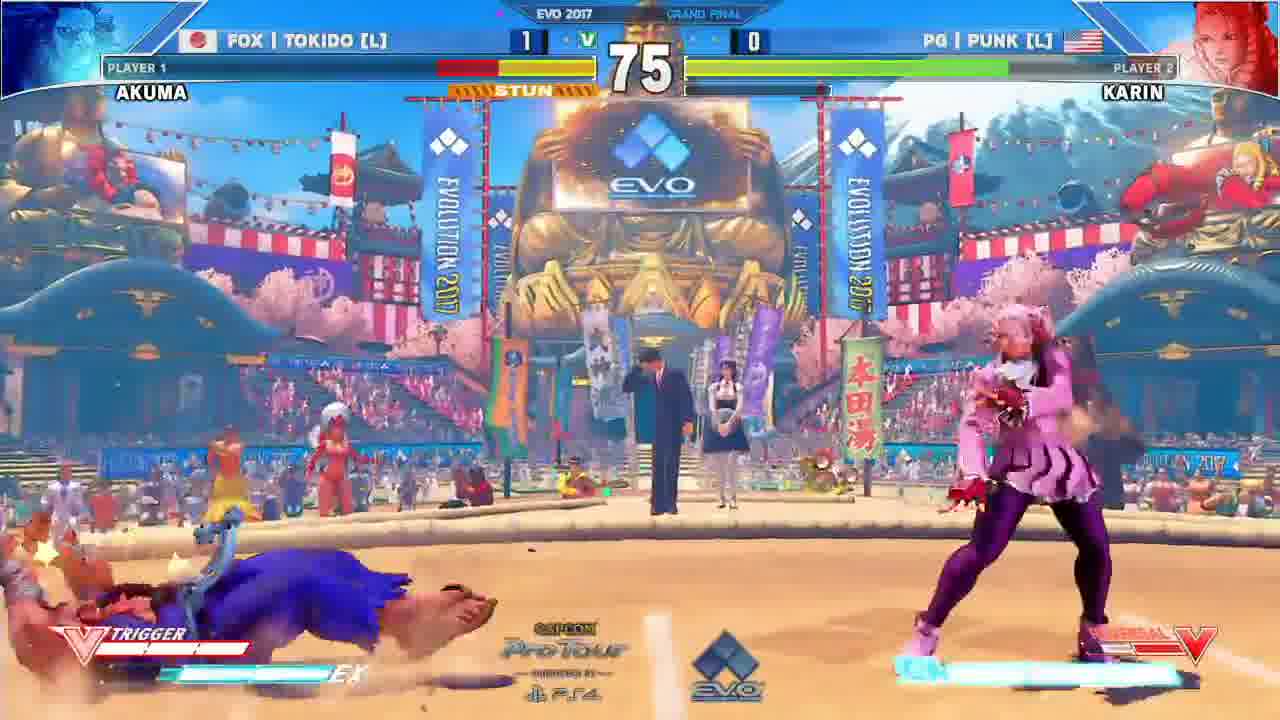 EVO 2017 GRAND FINAL
FOX | TOKIDO [L] 1 V 75 0 PG | PUNK [L]
PLAYER 1 PLAYER 2
AKUMA STUN KARIN
EVO
EVOLUTION 2017
EVOLUTION 2017
本田湯
TRIGGER
EX
CAPCOM
Pro Tour
PS4
EVO